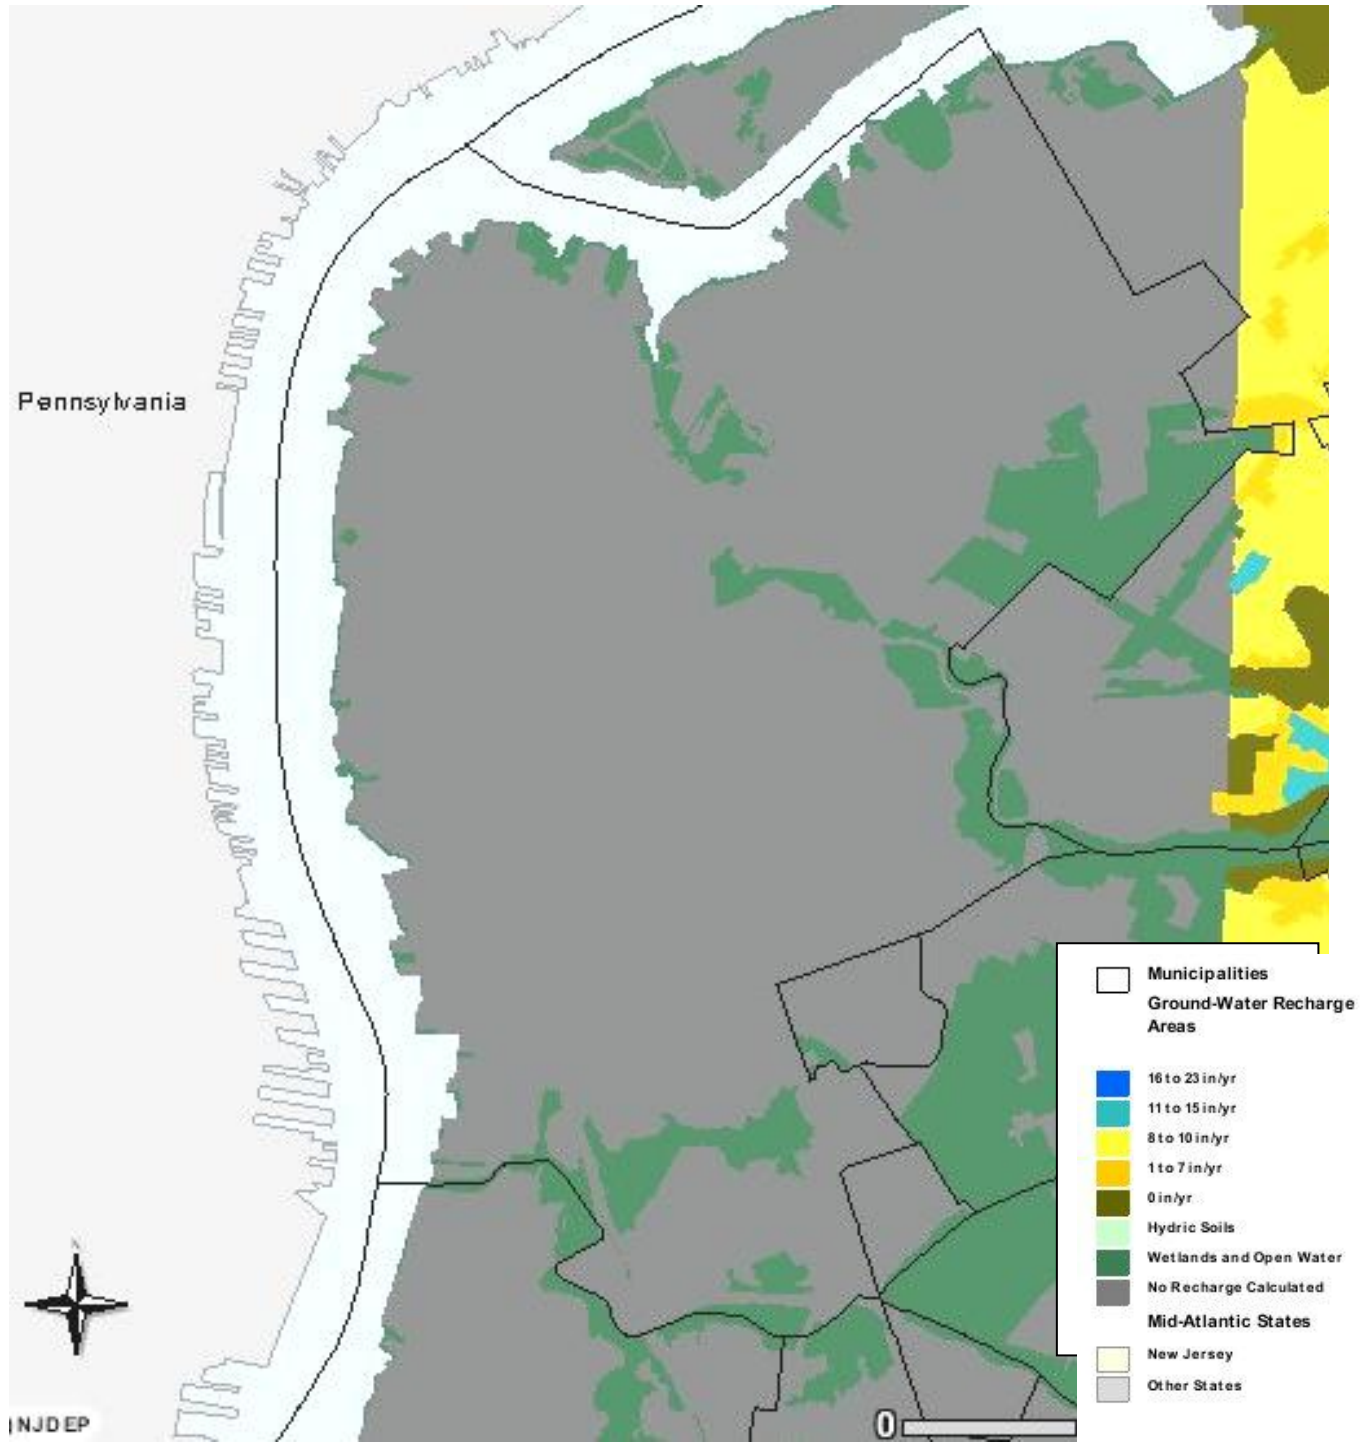 Pennsylvania
Municipalities
Ground-Water Recharge
Areas
16 to 23 in/yr
11 to 15 in/yr
8 to 10 in/yr
1 to 7 in/yr
0 in/yr
Hydric Soils
Wetlands and Open Water
No Recharge Calculated
Mid-Atlantic States
New Jersey
Other States
N
NJDEP
0